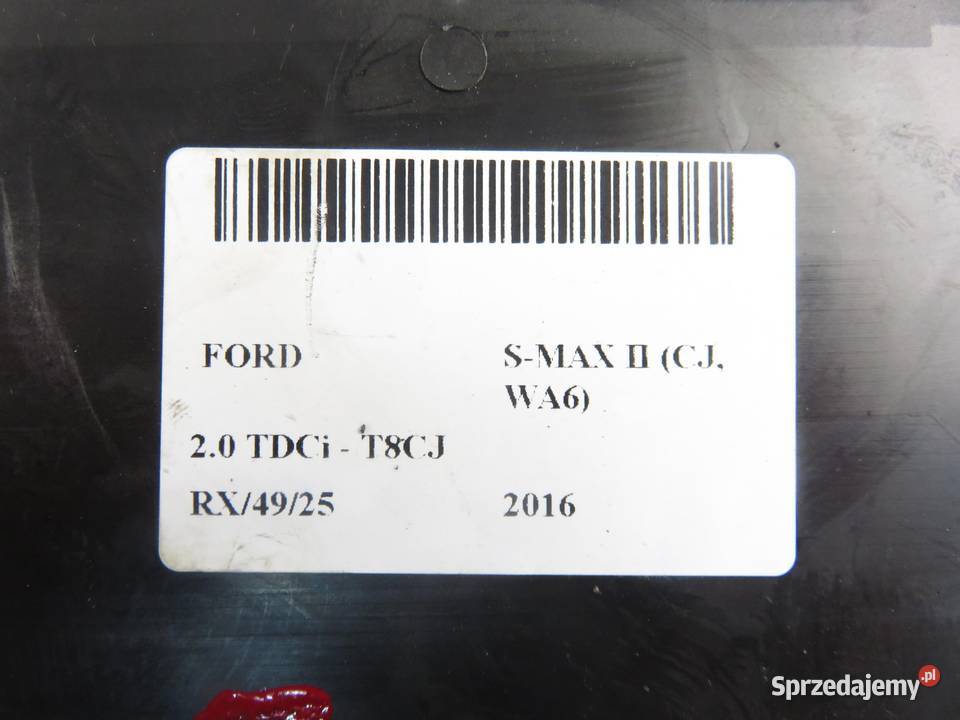 FORD S-MAX II (CJ,
WA6)
2.0 TDCi - T8CJ
RX/49/25 2016
Sprzedajemy.pl